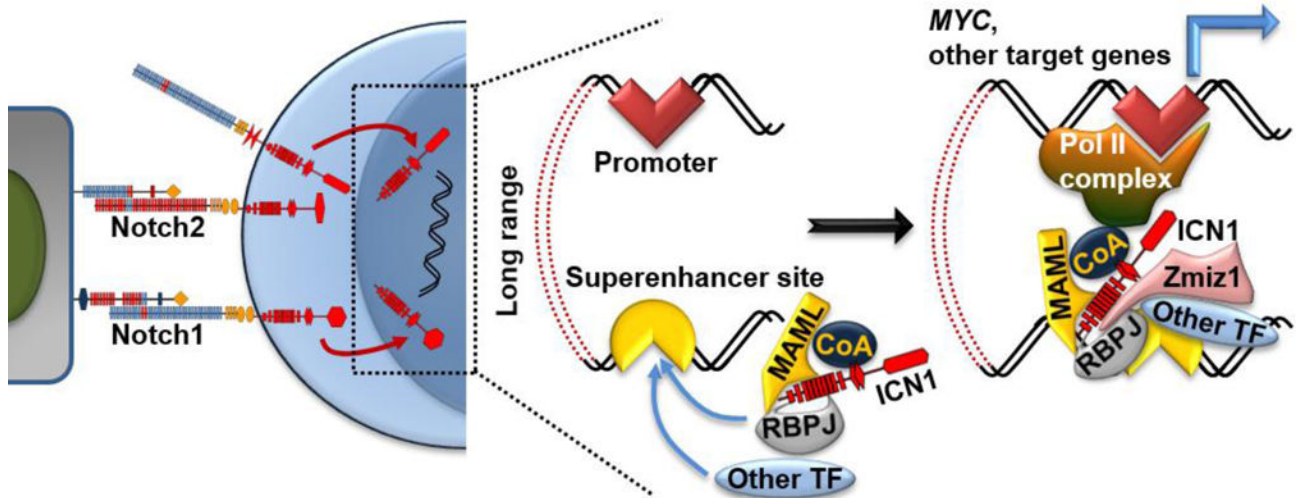 Notch2
Notch1
Long range
Promoter
Superenhancer site
MAML
CoA
ICN1
RBPJ
Other TF
MYC,
other target genes
Pol II
complex
ICN1
CoA
MAML
Zmiz1
Other TF
RBPJ